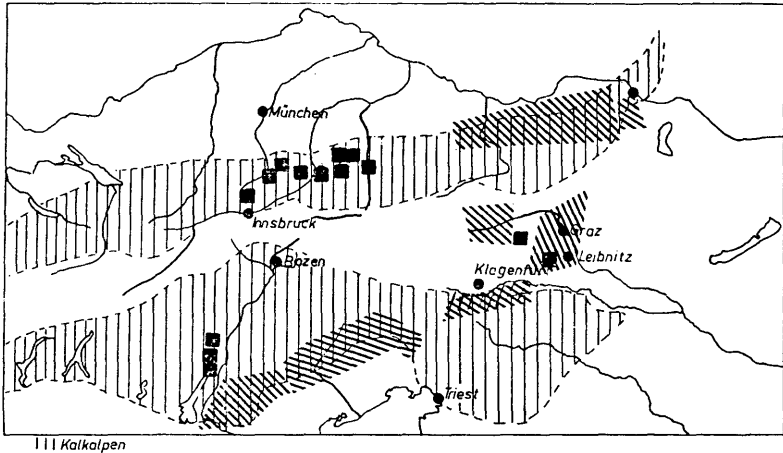 München
Innsbruck
Bozen
Graz
Leibnitz
Klagenfurt
Triest
Kalkalpen